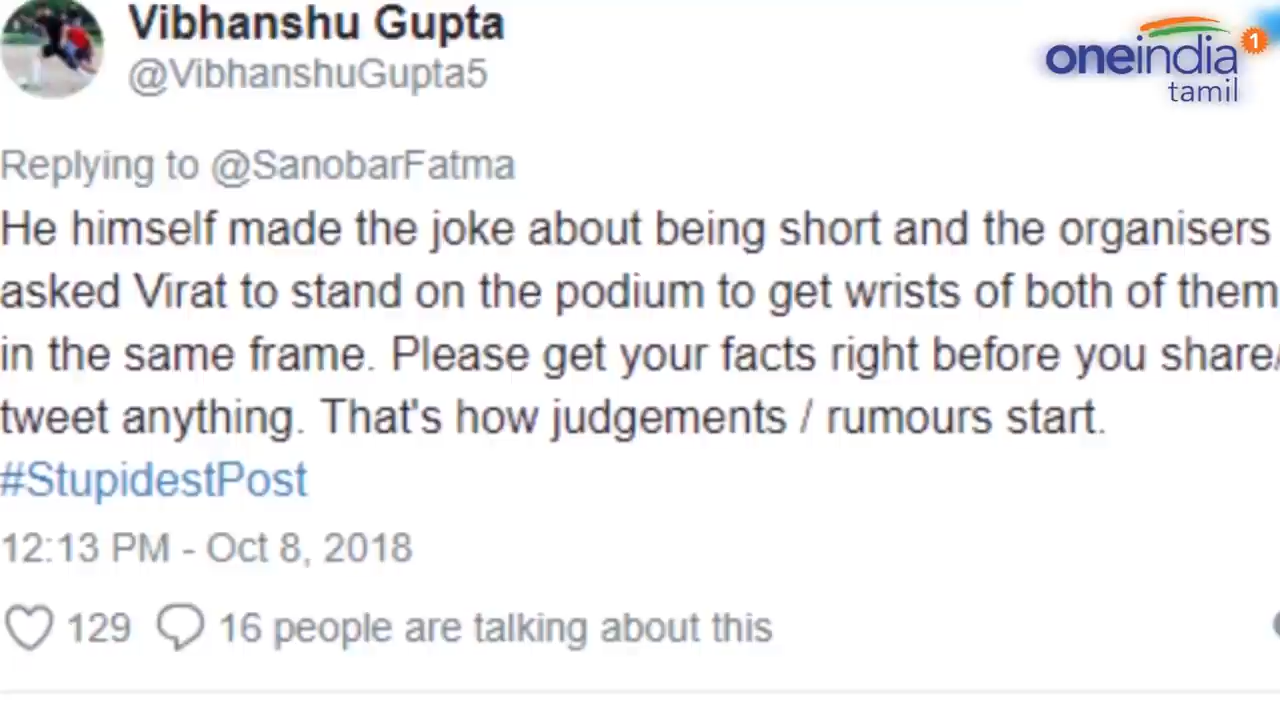 Vibhanshu Gupta
@VibhanshuGupta5
oneindia 1
tamil
Replying to @SanobarFatma
He himself made the joke about being short and the organisers
asked Virat to stand on the podium to get wrists of both of them
in the same frame. Please get your facts right before you share/
tweet anything. That's how judgements / rumours start.
#StupidestPost
12:13 PM - Oct 8, 2018
129 16 people are talking about this